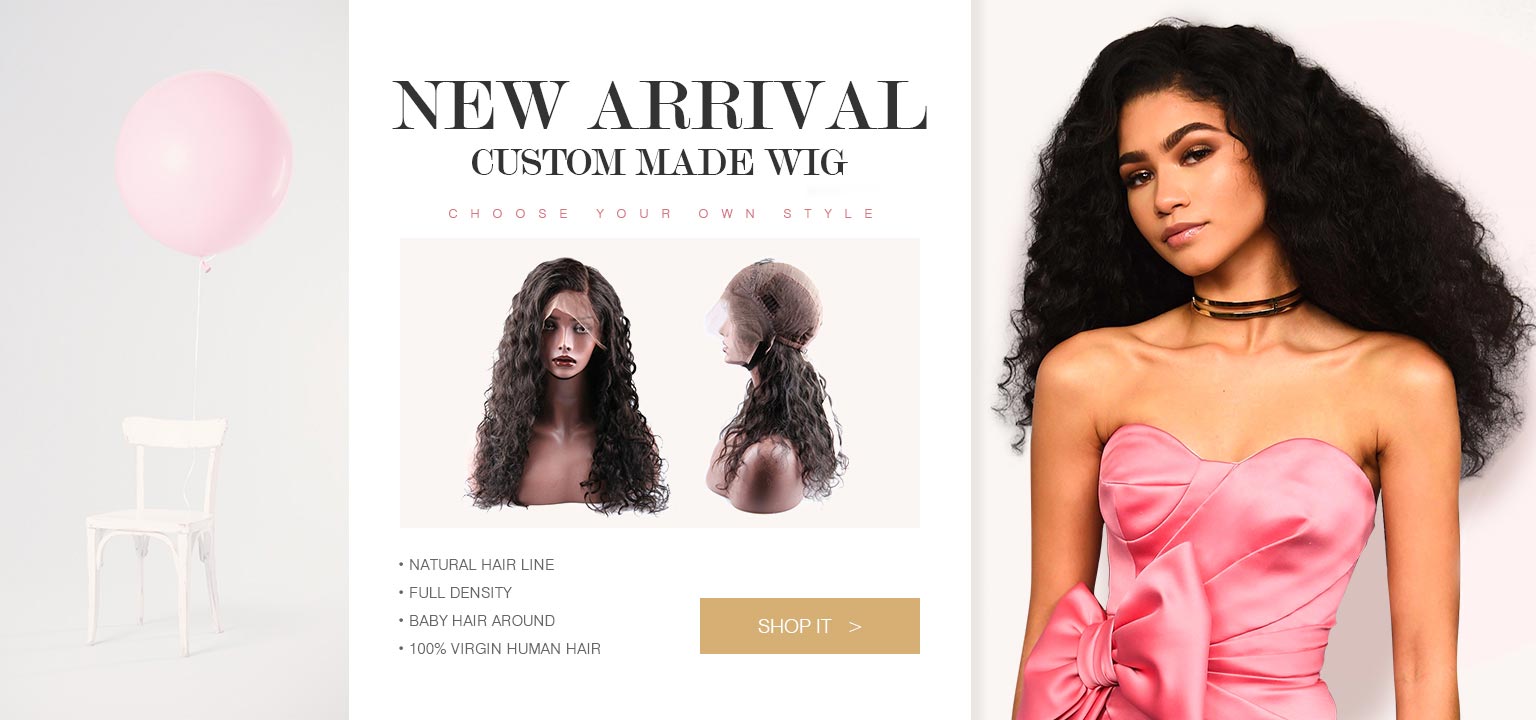 NEW ARRIVAL
CUSTOM MADE WIG
CHOOSE YOUR OWN STYLE
• NATURAL HAIR LINE
• FULL DENSITY
• BABY HAIR AROUND
• 100% VIRGIN HUMAN HAIR
SHOP IT >